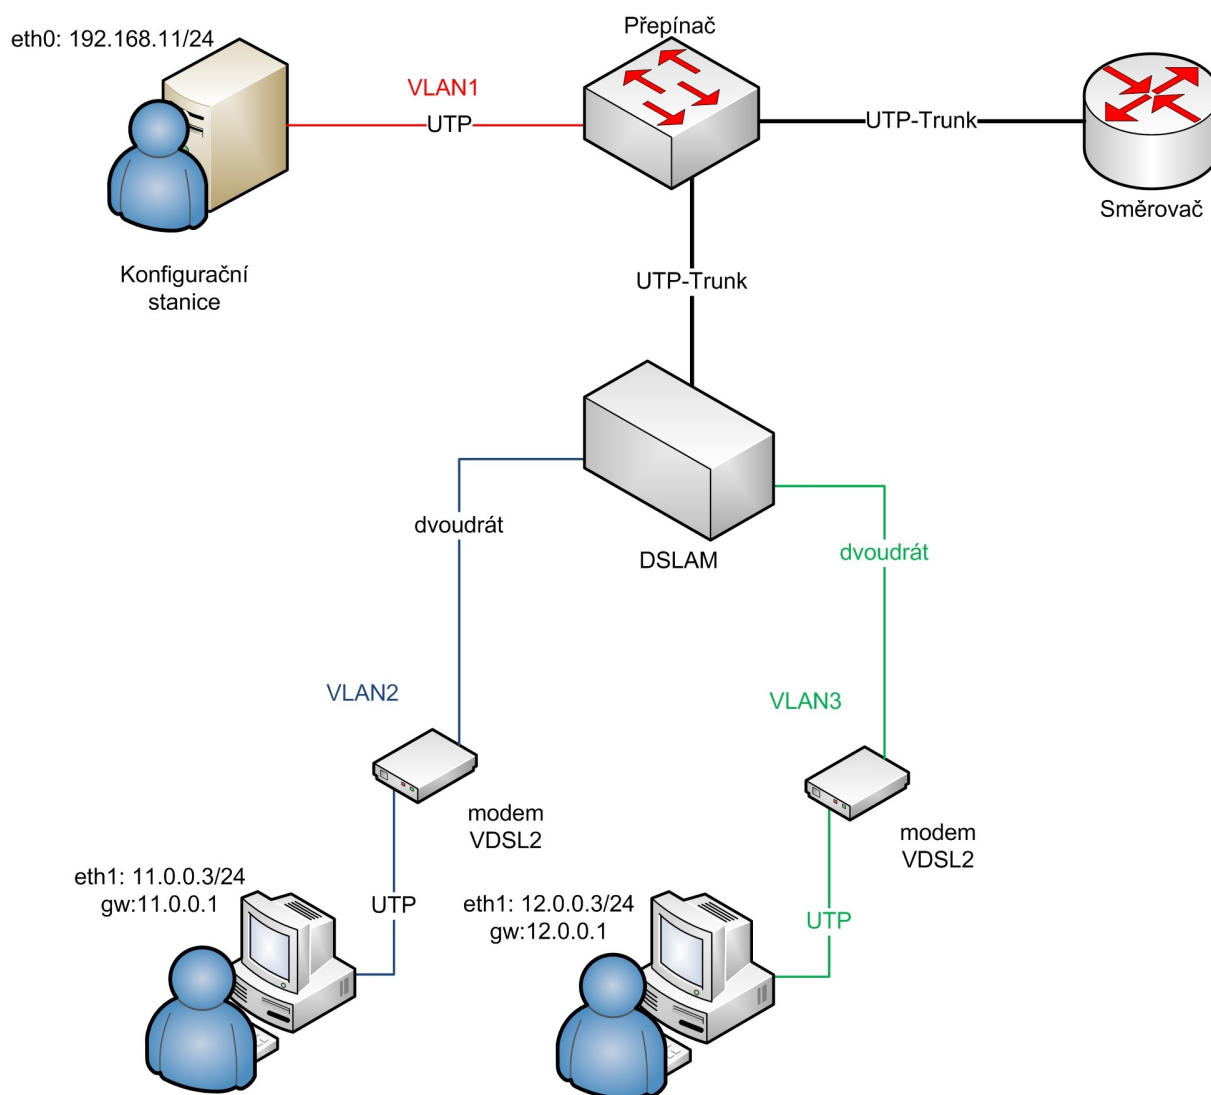 Přepínač
eth0: 192.168.11/24
VLAN1
UTP
UTP-Trunk
Směrovač
Konfigurační
stanice
UTP-Trunk
dvoudrát
DSLAM
dvoudrát
VLAN2
VLAN3
modem
VDSL2
modem
VDSL2
eth1: 11.0.0.3/24
gw:11.0.0.1
UTP
eth1: 12.0.0.3/24
gw:12.0.0.1
UTP